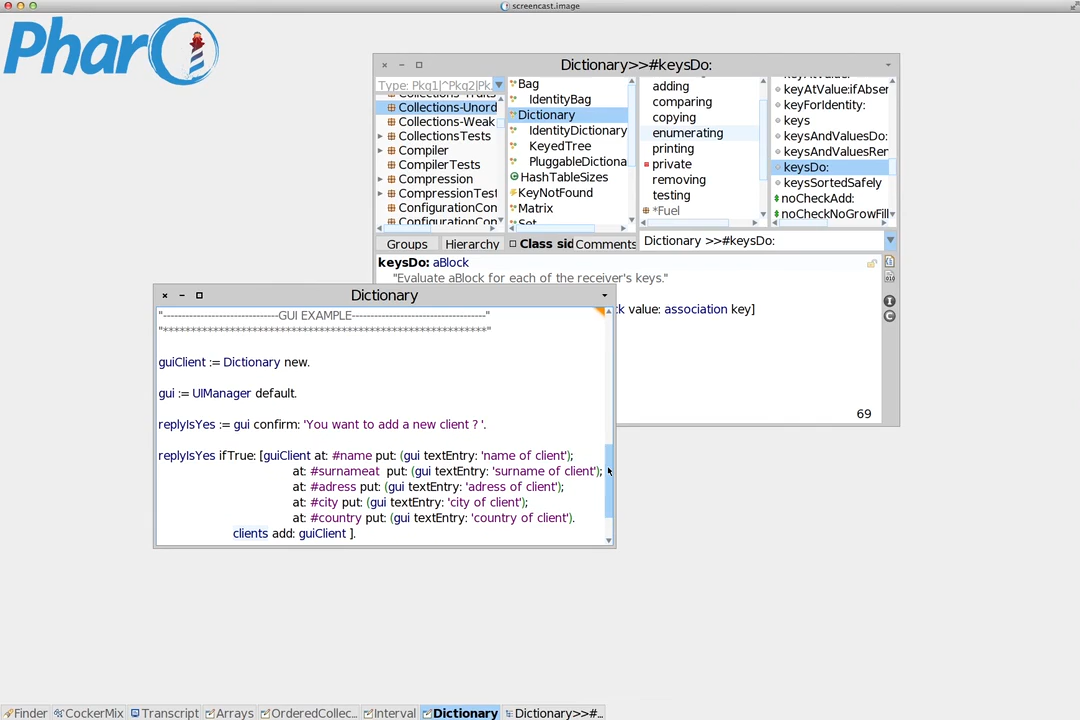 screencast.image
Pharo
Dictionary>>#keysDo:
Type: Pkg1|^Pkg2|Pk
Collections-Unord
Collections-Weak
CollectionsTests
Compiler
CompilerTests
Compression
CompressionTest
ConfigurationCon
Bag
IdentityBag
Dictionary
IdentityDictionary
KeyedTree
PluggableDictiona
HashTableSizes
KeyNotFound
Matrix
Set
adding
comparing
copying
enumerating
printing
private
removing
testing
*Fuel
keyAtValue:
keyAtValue:ifAbser
keyForIdentity:
keys
keysAndValuesDo:
keysAndValuesRer
keysDo:
keysSortedSafely
noCheckAdd:
noCheckNoGrowFill
Groups
Hierarchy
Class sid
Comments
Dictionary >>#keysDo:
keysDo: aBlock
"Evaluate aBlock for each of the receiver's keys."
ck value: association key]
69
Dictionary
"-----------------------------GUI EXAMPLE---------------------------------"
"************************************************************"
guiClient := Dictionary new.
gui := UIManager default.
replyIsYes := gui confirm: 'You want to add a new client ? '.
replyIsYes ifTrue: [guiClient at: #name put: (gui textEntry: 'name of client');
at: #surnameat put: (gui textEntry: 'surname of client');
at: #adress put: (gui textEntry: 'adress of client');
at: #city put: (gui textEntry: 'city of client');
at: #country put: (gui textEntry: 'country of client').
clients add: guiClient ].
Finder
CockerMix
Transcript
Arrays
OrderedCollec...
Interval
Dictionary
Dictionary>>#...